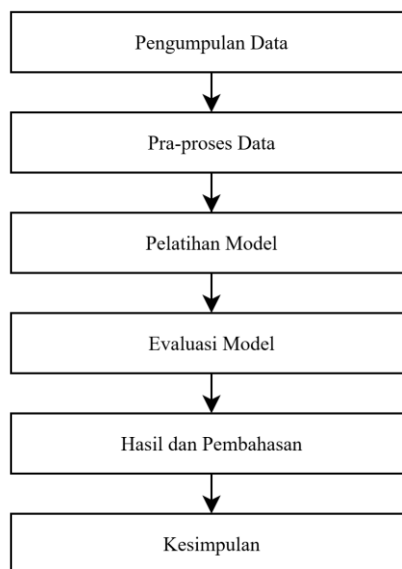 Pengumpulan Data
Pra-proses Data
Pelatihan Model
Evaluasi Model
Hasil dan Pembahasan
Kesimpulan